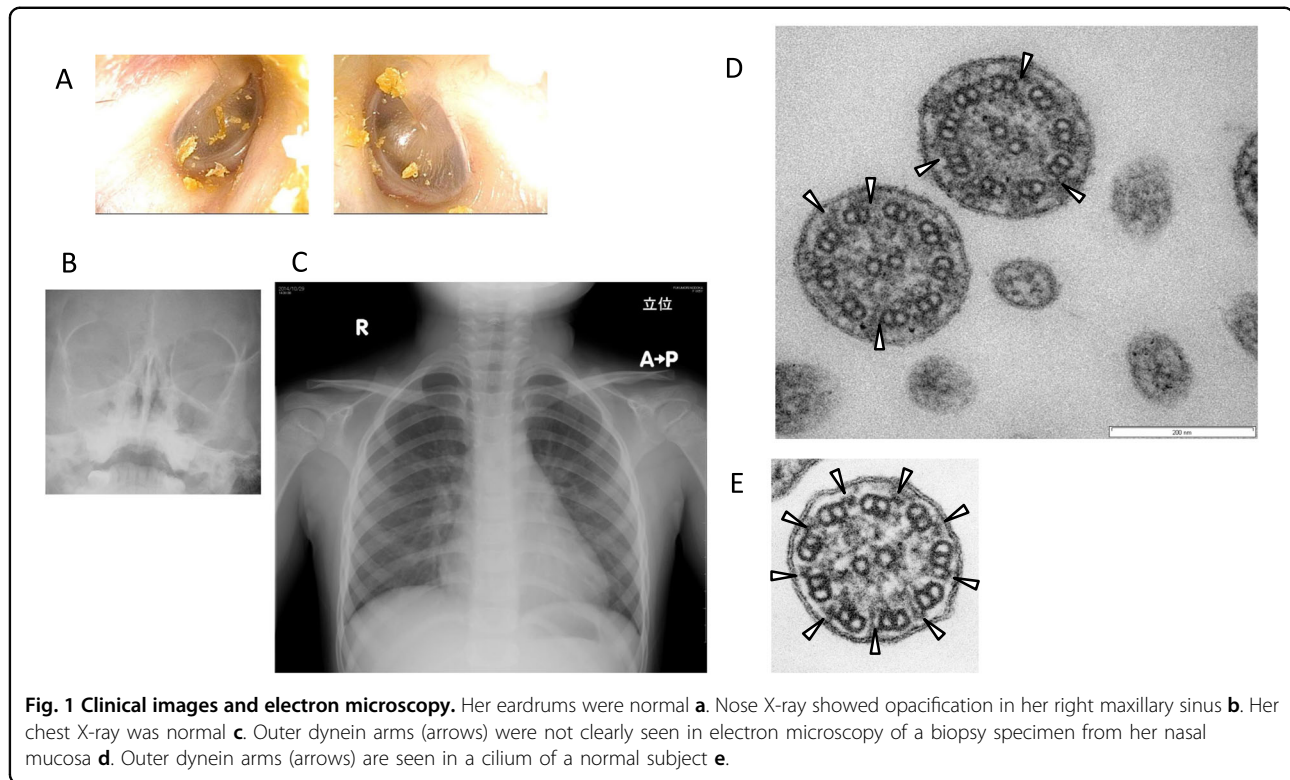 A
B
C
R
立位
A→P
D
200 nm
E
Fig. 1 Clinical images and electron microscopy. Her eardrums were normal a. Nose X-ray showed opacification in her right maxillary sinus b. Her
chest X-ray was normal c. Outer dynein arms (arrows) were not clearly seen in electron microscopy of a biopsy specimen from her nasal
mucosa d. Outer dynein arms (arrows) are seen in a cilium of a normal subject e.